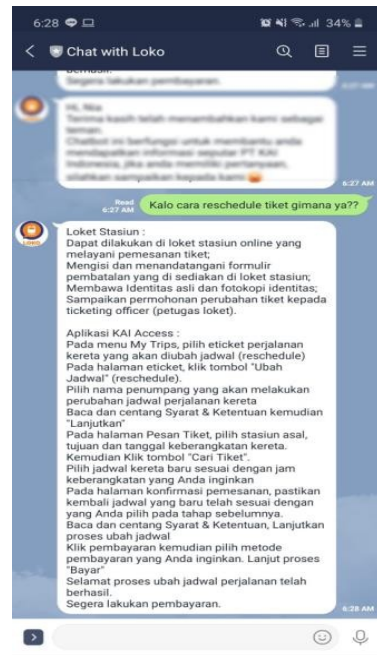 6:28
34%
Chat with Loko
berhasil.
Segera lakukan pembayaran.
Hi, Nia
Terima kasih telah menambahkan kami sebagai
teman.
Chatbot ini berfungsi untuk membantu anda
mendapatkan informasi seputar PT KAI
Indonesia, jika anda memiliki pertanyaan,
silahkan sampaikan kepada kami
6:27 AM
Read
6:27 AM
Kalo cara reschedule tiket gimana ya??
LOKO
Loket Stasiun :
Dapat dilakukan di loket stasiun online yang
melayani pemesanan tiket;
Mengisi dan menandatangani formulir
pembatalan yang di sediakan di loket stasiun;
Membawa Identitas asli dan fotokopi identitas;
Sampaikan permohonan perubahan tiket kepada
ticketing officer (petugas loket).
Aplikasi KAI Access :
Pada menu My Trips, pilih eticket perjalanan
kereta yang akan diubah jadwal (reschedule)
Pada halaman eticket, klik tombol "Ubah
Jadwal" (reschedule).
Pilih nama penumpang yang akan melakukan
perubahan jadwal perjalanan kereta
Baca dan centang Syarat & Ketentuan kemudian
"Lanjutkan"
Pada halaman Pesan Tiket, pilih stasiun asal,
tujuan dan tanggal keberangkatan kereta.
Kemudian Klik tombol "Cari Tiket".
Pilih jadwal kereta baru sesuai dengan jam
keberangkatan yang Anda inginkan
Pada halaman konfirmasi pemesanan, pastikan
kembali jadwal yang baru telah sesuai dengan
yang Anda pilih pada tahap sebelumnya.
Baca dan centang Syarat & Ketentuan, Lanjutkan
proses ubah jadwal
Klik pembayaran kemudian pilih metode
pembayaran yang Anda inginkan. Lanjut proses
"Bayar"
Selamat proses ubah jadwal perjalanan telah
berhasil.
Segera lakukan pembayaran.
6:28 AM